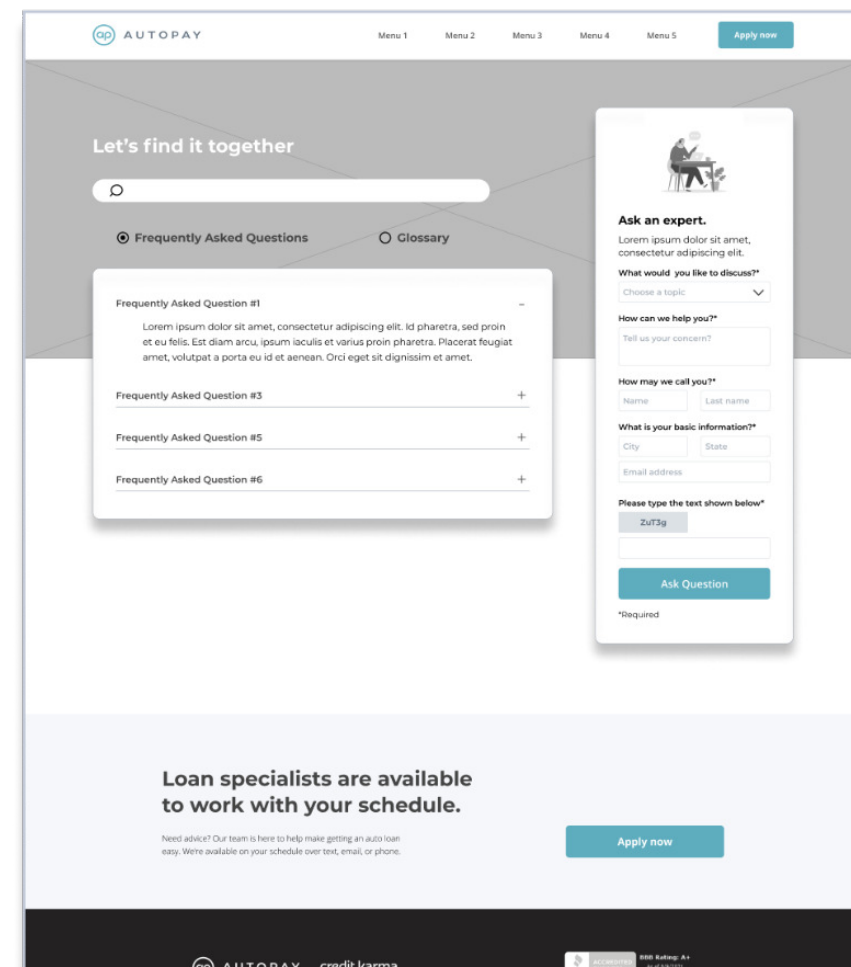 ap AUTOPAY
Menu 1 Menu 2 Menu 3 Menu 4 Menu 5 Apply now
Let's find it together
Frequently Asked Questions Glossary
Frequently Asked Question #1 –
Lorem ipsum dolor sit amet, consectetur adipiscing elit. Id pharetra, sed proin
et eu felis. Est diam arcu, ipsum iaculis et varius proin pharetra. Placerat feugiat
amet, volutpat a porta eu id et aenean. Orci eget sit dignissim et amet.
Frequently Asked Question #3 +
Frequently Asked Question #5 +
Frequently Asked Question #6 +
Ask an expert.
Lorem ipsum dolor sit amet,
consectetur adipiscing elit.
What would you like to discuss?*
Choose a topic
How can we help you?*
Tell us your concern?
How may we call you?*
Name Last name
What is your basic information?*
City State
Email address
Please type the text shown below*
ZuT3g
Ask Question
*Required
Loan specialists are available
to work with your schedule.
Need advice? Our team is here to help make getting an auto loan
easy. We're available on your schedule over text, email, or phone.
Apply now
ap AUTOPAY credit karma
ACCREDITED BBB Rating: A+